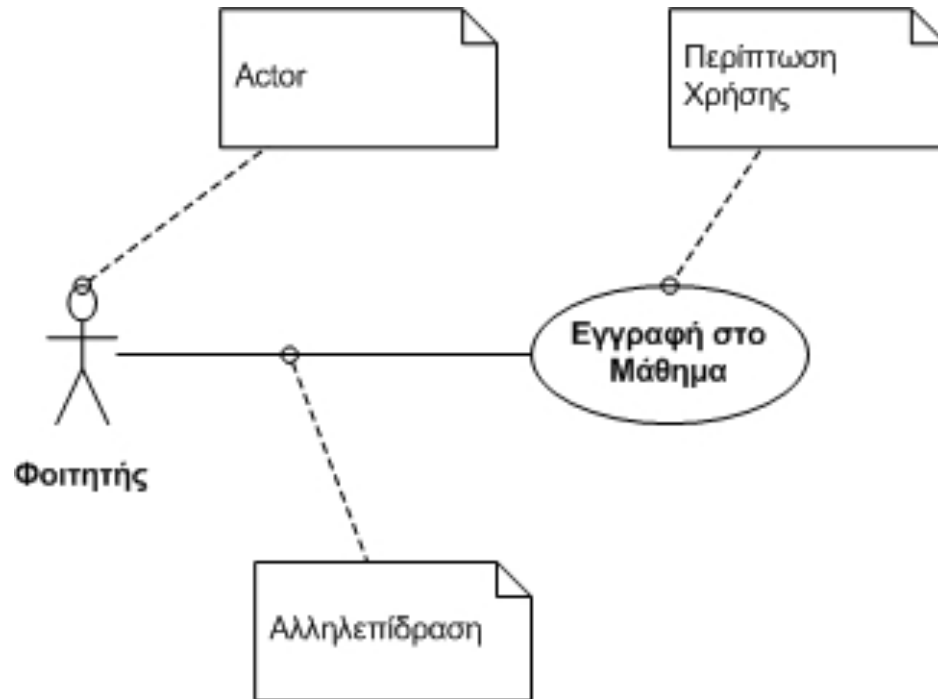 Actor
Περίπτωση
Χρήσης
Εγγραφή στο
Μάθημα
Φοιτητής
Αλληλεπίδραση